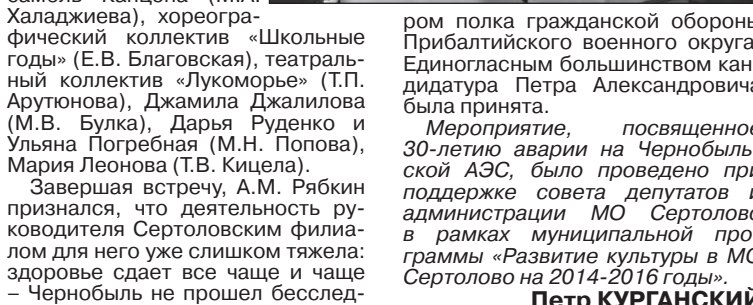 Халаджиева), хореогра-
фический коллектив «Школьные
годы» (Е.В. Благовская), театраль-
ный коллектив «Лукоморье» (Т.П.
Арутюнова), Джамила Джалилова
(М.В. Булка), Дарья Руденко и
Ульяна Погребная (М.Н. Попова),
Мария Леонова (Т.В. Кицела).
Завершая встречу, А.М. Рябкин
признался, что деятельность ру-
ководителя Сертоловским филиа-
лом для него уже слишком тяжела:
здоровье сдает все чаще и чаще
– Чернобыль не прошел бесслед-
ром полка гражданской обороны
Прибалтийского военного округа.
Единогласным большинством кан-
дидатура Петра Александровича
была принята.
Мероприятие, посвященное
30-летию аварии на Чернобыль-
ской АЭС, было проведено при
поддержке совета депутатов и
администрации МО Сертолово
в рамках муниципальной про-
граммы «Развитие культуры в МО
Сертолово на 2014-2016 годы».
Петр КУРГАНСКИЙ